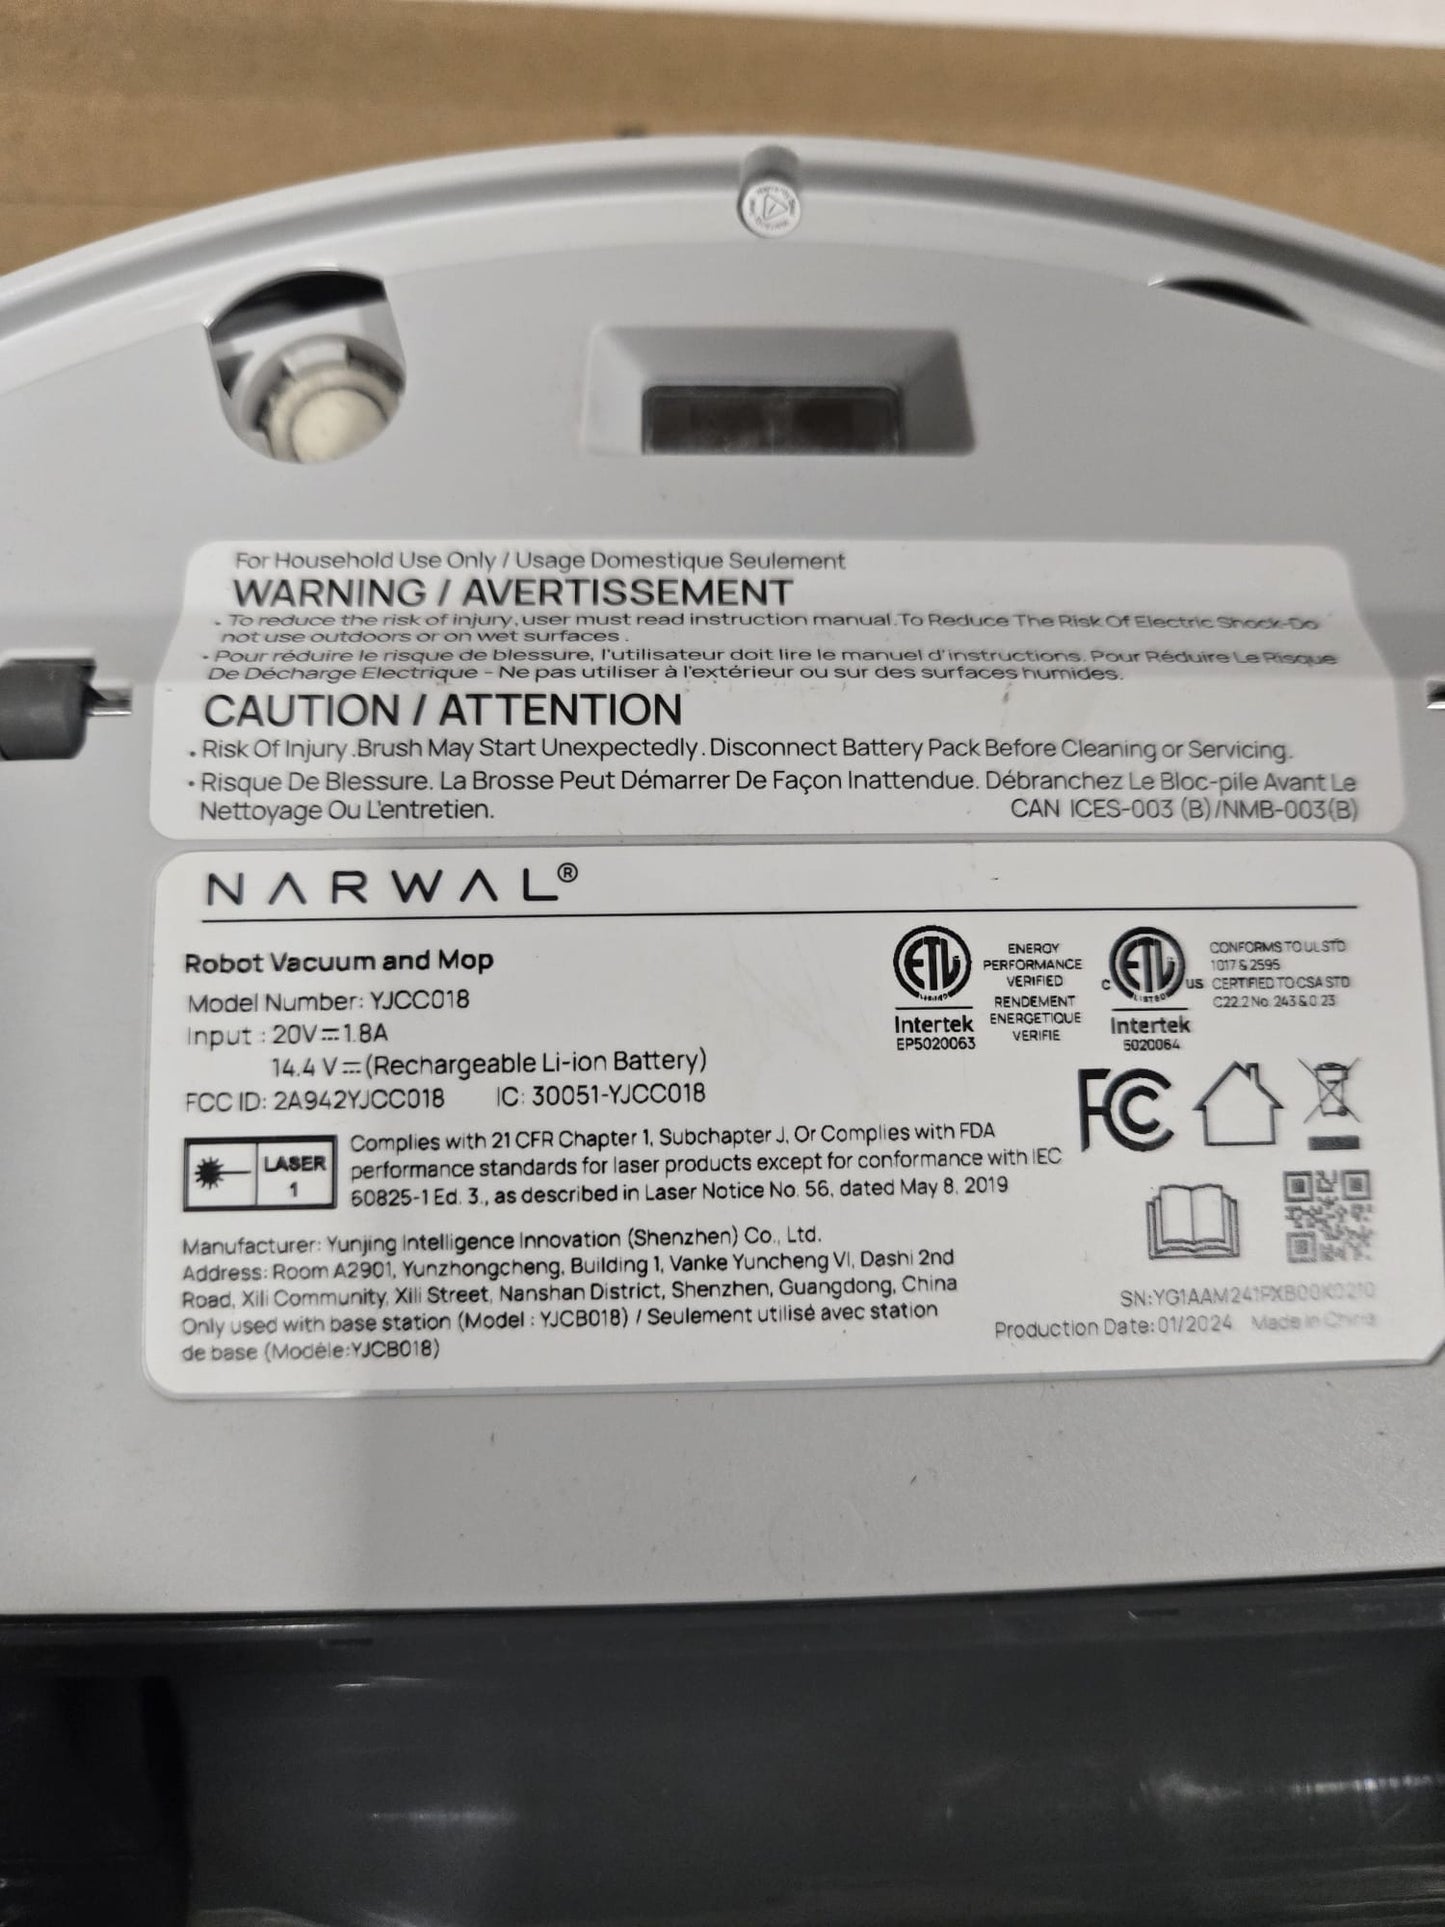 For Household Use Only / Usage Domestique Seulement
WARNING / AVERTISSEMENT
• To reduce the risk of injury, user must read instruction manual. To Reduce The Risk Of Electric Shock-Do
not use outdoors or on wet surfaces .
• Pour réduire le risque de blessure, l'utilisateur doit lire le manuel d'instructions. Pour Réduire Le Risque
De Décharge Electrique - Ne pas utiliser à l'extérieur ou sur des surfaces humides.
CAUTION / ATTENTION
• Risk Of Injury .Brush May Start Unexpectedly . Disconnect Battery Pack Before Cleaning or Servicing.
• Risque De Blessure. La Brosse Peut Démarrer De Façon Inattendue. Débranchez Le Bloc-pile Avant Le
Nettoyage Ou L'entretien.
CAN ICES-003 (B)/NMB-003(B)
NARWAL®
Robot Vacuum and Mop
Model Number: YJCC018
Input : 20V⎓1.8A
14.4 V⎓(Rechargeable Li-ion Battery)
FCC ID: 2A942YJCC018 IC: 30051-YJCC018
ETL
Intertek
EP5020063
ENERGY
PERFORMANCE
VERIFIED
RENDEMENT
ENERGETIQUE
VERIFIE
C ETL US
LISTED
Intertek
5020064
CONFORMS TO UL STD
1017 & 2595
CERTIFIED TO CSA STD
C22.2 No. 243 & 0.23
FC
LASER
1
Complies with 21 CFR Chapter 1, Subchapter J, Or Complies with FDA
performance standards for laser products except for conformance with IEC
60825-1 Ed. 3., as described in Laser Notice No. 56, dated May 8, 2019
Manufacturer: Yunjing Intelligence Innovation (Shenzhen) Co., Ltd.
Address: Room A2901, Yunzhongcheng, Building 1, Vanke Yuncheng VI, Dashi 2nd
Road, Xili Community, Xili Street, Nanshan District, Shenzhen, Guangdong, China
Only used with base station (Model : YJCB018) / Seulement utilisé avec station
de base (Modèle:YJCB018)
SN:YG1AAM241PXB00K0210
Production Date: 01/2024 Made in China